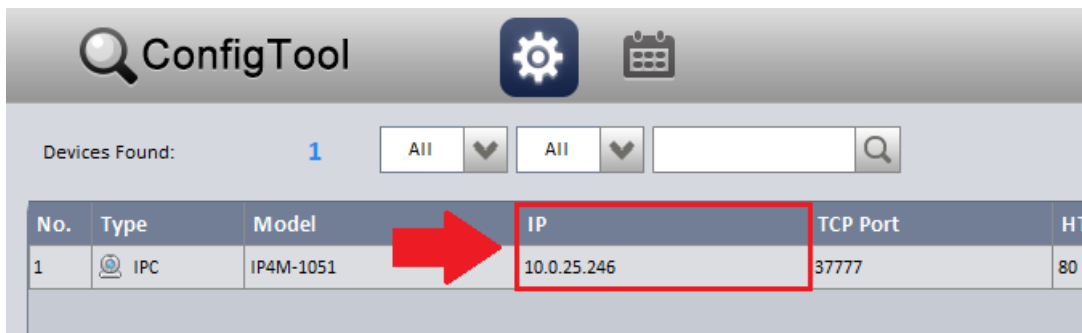 ConfigTool
Devices Found: 1 All All
No. Type Model IP TCP Port HT
1 IPC IP4M-1051 10.0.25.246 37777 80